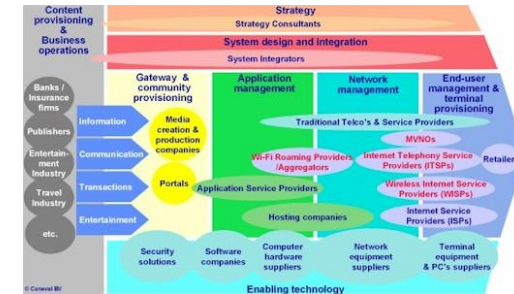 Content
provisioning
&
Business
operations
Strategy
Strategy Consultants
System design and integration
System Integrators
Gateway &
community
provisioning
Application
management
Network
management
End-user
management &
terminal
provisioning
Banks /
Insurance
firms
Publishers
Entertain-
ment
Industry
Travel
Industry
etc.
Information
Communication
Transactions
Entertainment
Media
creation &
production
companies
Portals
Traditional Telco's & Service Providers
MVNOs
Wi-Fi Roaming Providers
/Aggregators
Internet Telephony Service
Providers (ITSPs)
Retailer
Application Service Providers
Wireless Internet Service
Providers (WISPs)
Hosting companies
Internet Service
Providers (ISPs)
Security
solutions
Software
companies
Computer
hardware
suppliers
Network
equipment
suppliers
Terminal
equipment
& PC's suppliers
Enabling technology